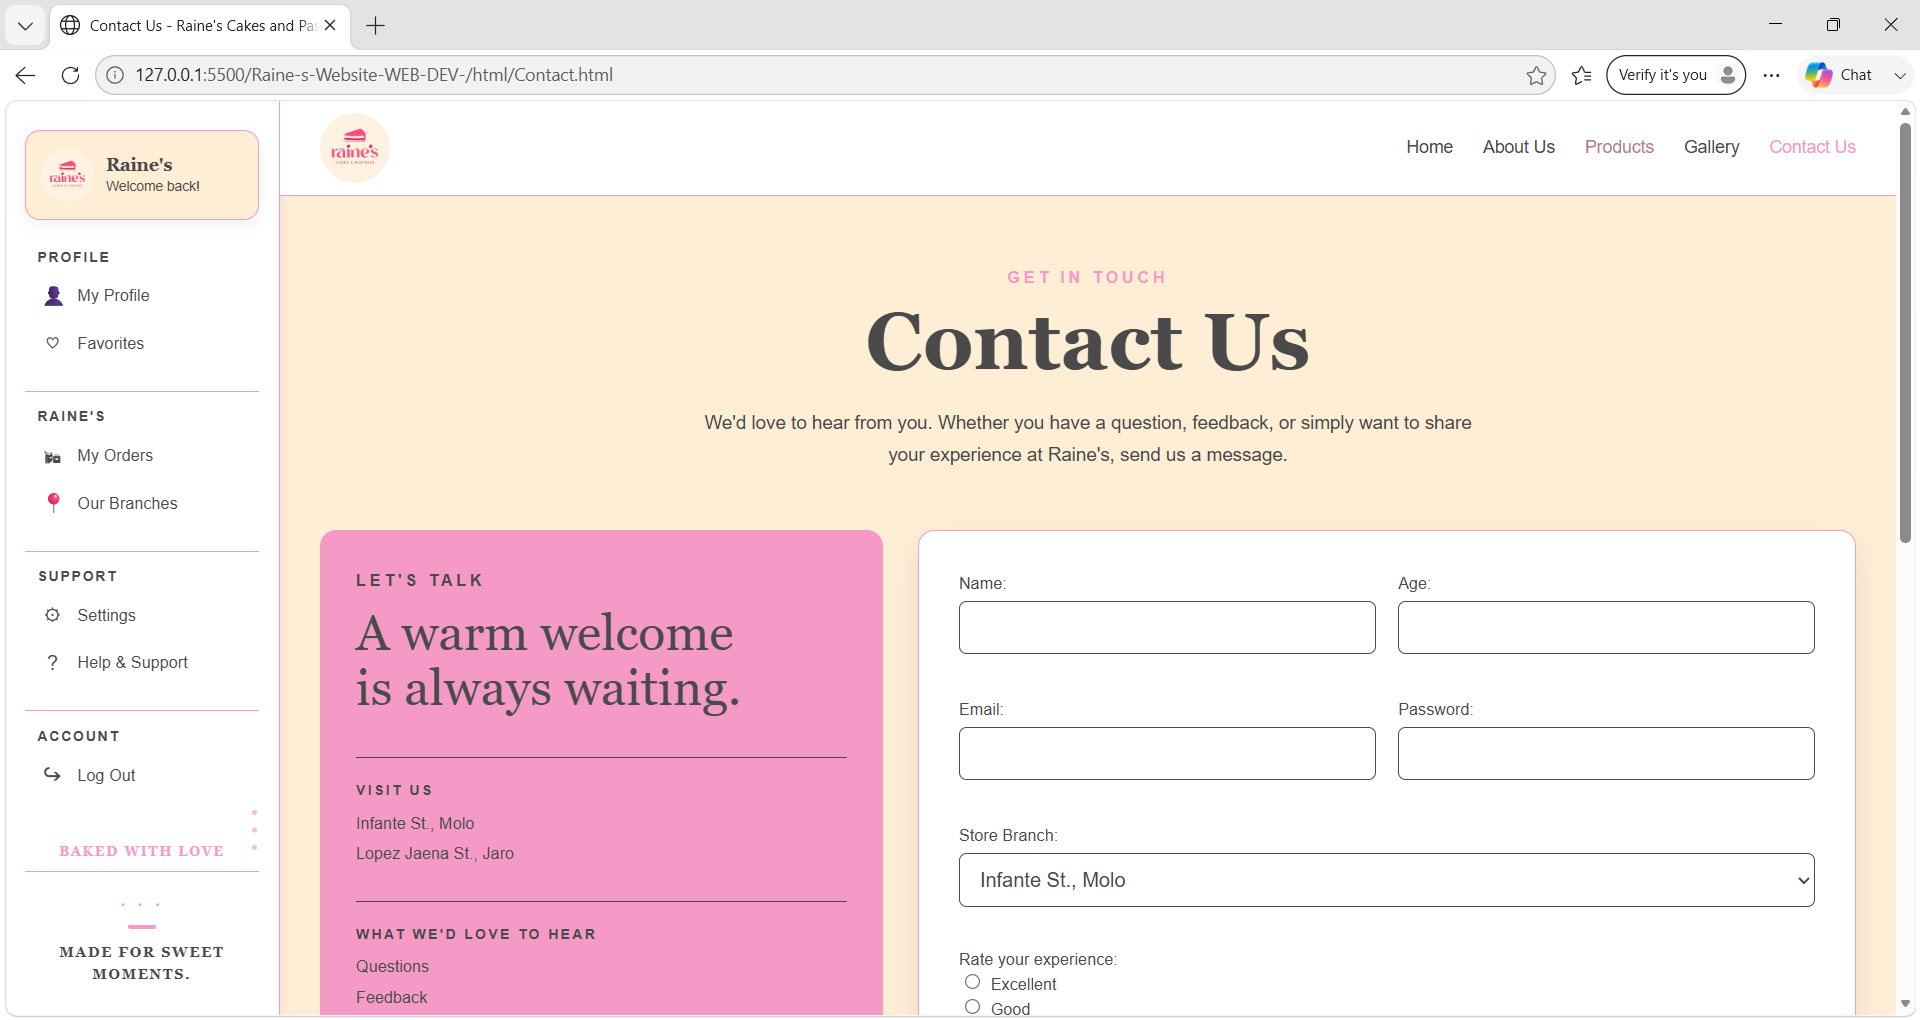 Contact Us - Raine's Cakes and Pas
127.0.0.1:5500/Raine-s-Website-WEB-DEV-/html/Contact.html
Verify it's you
Chat
raine's
Raine's
Welcome back!
PROFILE
My Profile
Favorites
RAINE'S
My Orders
Our Branches
SUPPORT
Settings
? Help & Support
ACCOUNT
Log Out
BAKED WITH LOVE
MADE FOR SWEET
MOMENTS.
raine's
CAKES & PASTRIES
Home About Us Products Gallery Contact Us
GET IN TOUCH
Contact Us
We'd love to hear from you. Whether you have a question, feedback, or simply want to share
your experience at Raine's, send us a message.
LET'S TALK
A warm welcome
is always waiting.
VISIT US
Infante St., Molo
Lopez Jaena St., Jaro
WHAT WE'D LOVE TO HEAR
Questions
Feedback
Name: Age:
Email: Password:
Store Branch:
Infante St., Molo
Rate your experience:
Excellent
Good